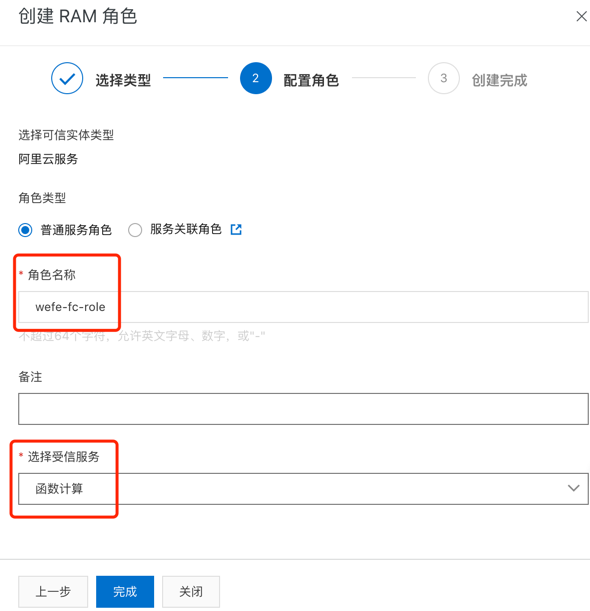 创建 RAM 角色
选择类型 2 配置角色 3 创建完成
选择可信实体类型
阿里云服务
角色类型
普通服务角色 服务关联角色
* 角色名称
wefe-fc-role
不超过64个字符，允许英文字母、数字，或"-"
备注
* 选择受信服务
函数计算
上一步 完成 关闭